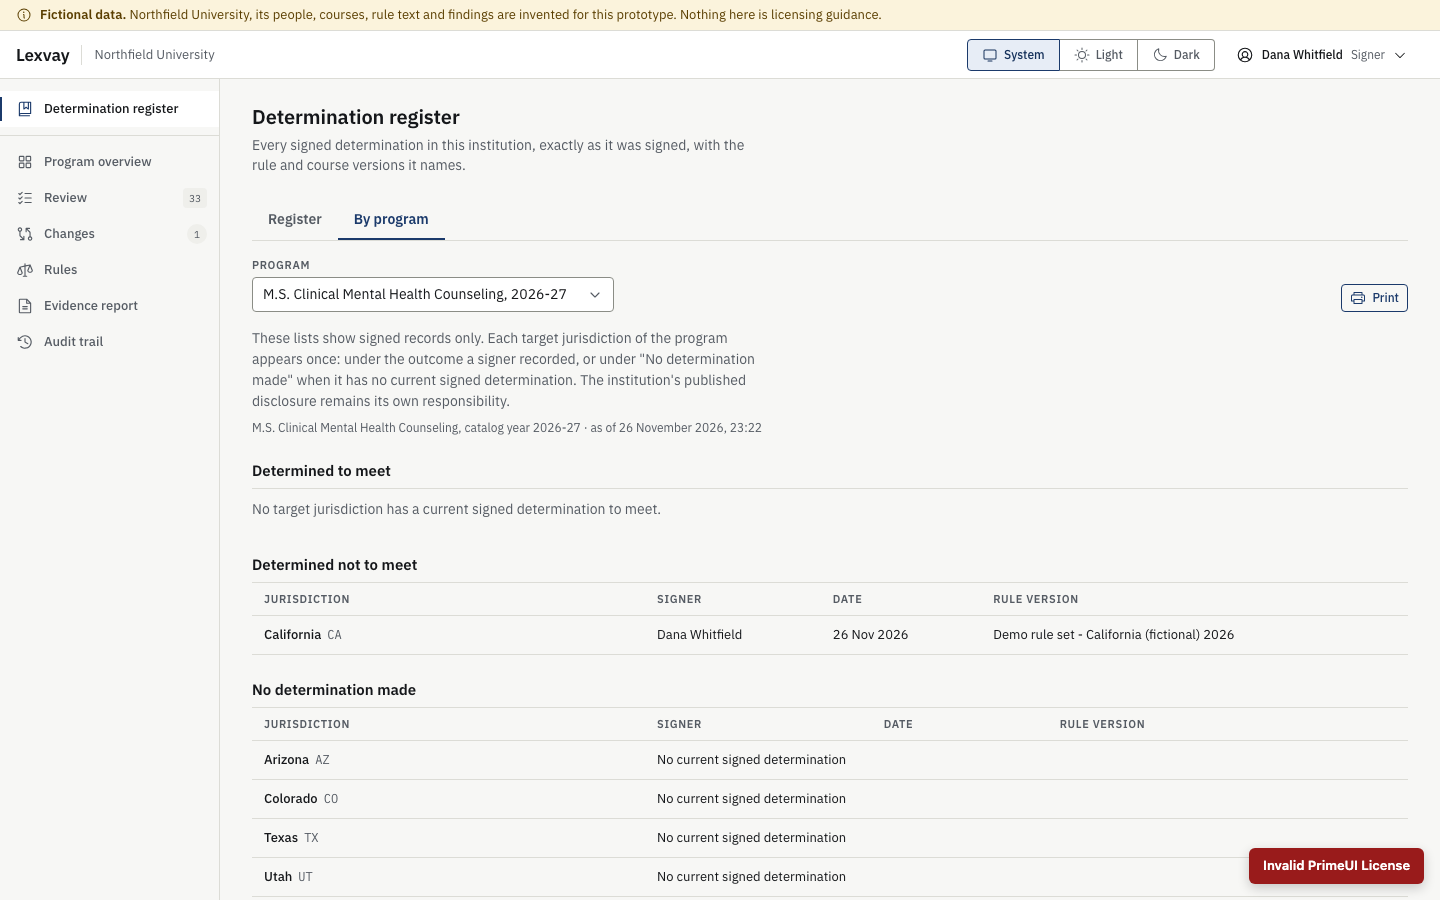 Fictional data. Northfield University, its people, courses, rule text and findings are invented for this prototype. Nothing here is licensing guidance.
Lexvay
Northfield University
System
Light
Dark
Dana Whitfield Signer
Determination register
Program overview
Review 33
Changes 1
Rules
Evidence report
Audit trail
Determination register
Every signed determination in this institution, exactly as it was signed, with the
rule and course versions it names.
Register
By program
PROGRAM
M.S. Clinical Mental Health Counseling, 2026-27
Print
These lists show signed records only. Each target jurisdiction of the program
appears once: under the outcome a signer recorded, or under "No determination
made" when it has no current signed determination. The institution's published
disclosure remains its own responsibility.
M.S. Clinical Mental Health Counseling, catalog year 2026-27 · as of 26 November 2026, 23:22
Determined to meet
No target jurisdiction has a current signed determination to meet.
Determined not to meet
JURISDICTION SIGNER DATE RULE VERSION
California CA Dana Whitfield 26 Nov 2026 Demo rule set - California (fictional) 2026
No determination made
JURISDICTION SIGNER DATE RULE VERSION
Arizona AZ No current signed determination
Colorado CO No current signed determination
Texas TX No current signed determination
Utah UT No current signed determination
Invalid PrimeUI License